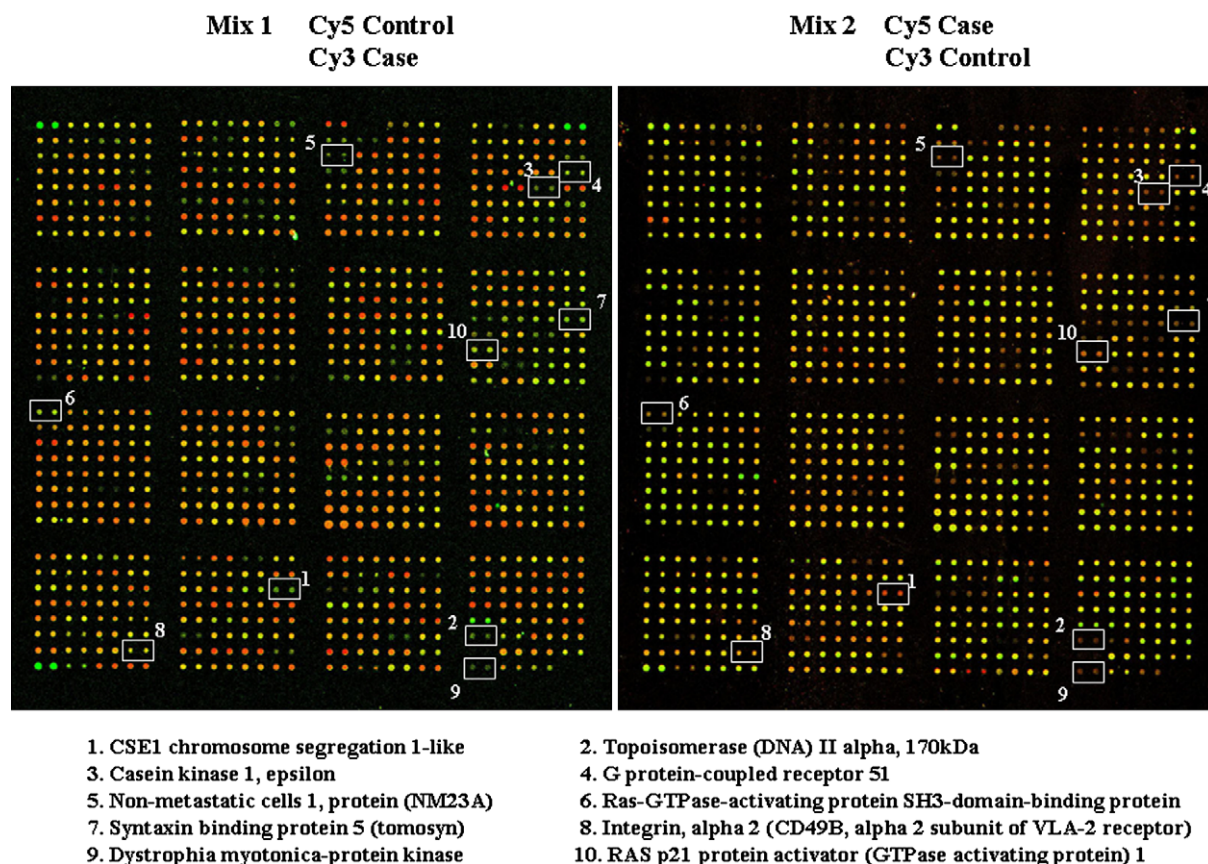 Mix 1 Cy5 Control
Cy3 Case
Mix 2 Cy5 Case
Cy3 Control
5
3
4
7
10
6
1
8
2
9
5
3
4
10
6
1
8
2
9
1. CSE1 chromosome segregation 1-like
2. Topoisomerase (DNA) II alpha, 170kDa
3. Casein kinase 1, epsilon
4. G protein-coupled receptor 51
5. Non-metastatic cells 1, protein (NM23A)
6. Ras-GTPase-activating protein SH3-domain-binding protein
7. Syntaxin binding protein 5 (tomosyn)
8. Integrin, alpha 2 (CD49B, alpha 2 subunit of VLA-2 receptor)
9. Dystrophia myotonica-protein kinase
10. RAS p21 protein activator (GTPase activating protein) 1